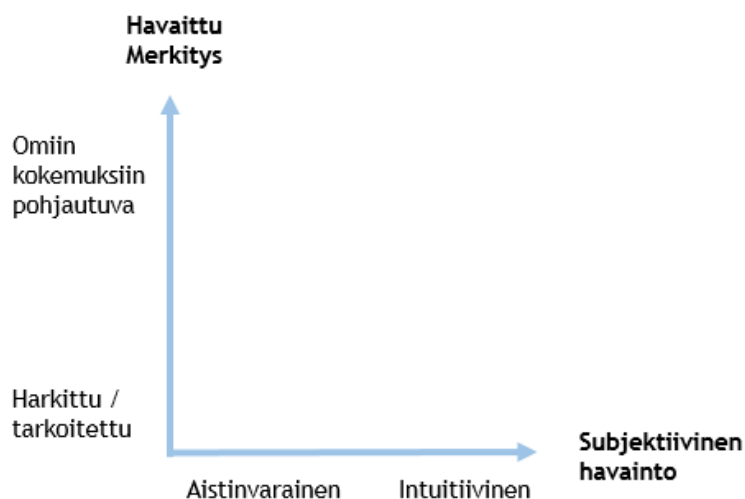 Havaittu
Merkitys
Omiin
kokemuksiin
pohjautuva
Harkittu /
tarkoitettu
Subjektiivinen
havainto
Aistinvarainen
Intuitiivinen